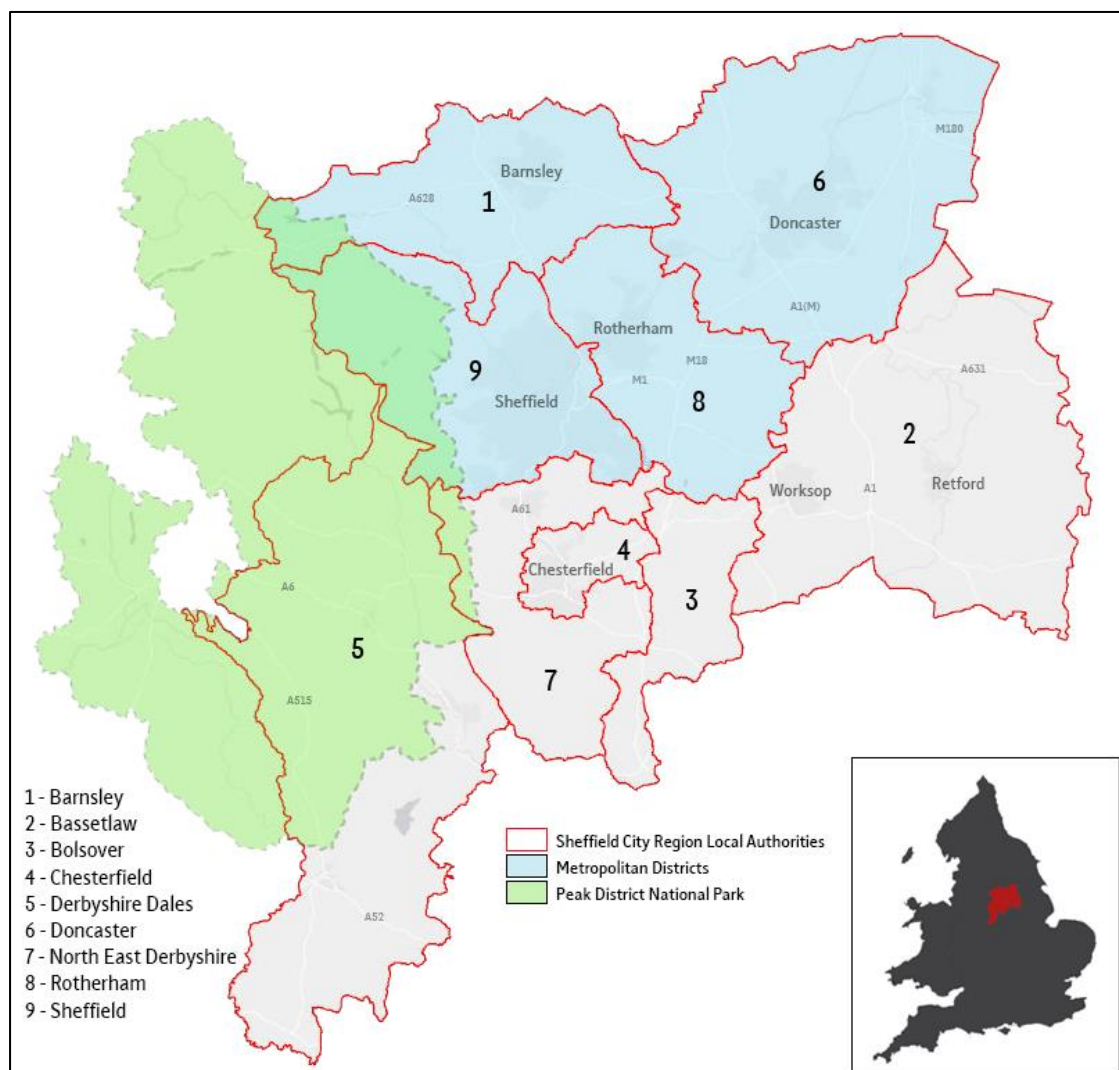 M180
Barnsley
A628
1
6
Doncaster
A1(M)
Rotherham
M18
A631
9
M1
Sheffield
8
2
Worksop
A1
Retford
A61
4
Chesterfield
A6
3
5
7
A515
1 - Barnsley
2 - Bassetlaw
3 - Bolsover
4 - Chesterfield
5 - Derbyshire Dales
6 - Doncaster
7 - North East Derbyshire
8 - Rotherham
9 - Sheffield
Sheffield City Region Local Authorities
Metropolitan Districts
Peak District National Park
A52